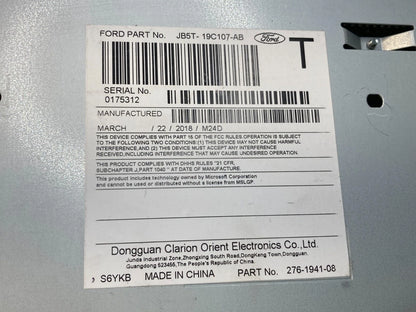 FORD PART No. JB5T- 19C107-AB Ford T
SERIAL No.
0175312
MANUFACTURED
MARCH / 22 / 2018 / M24D
THIS DEVICE COMPLIES WITH PART 15 OF THE FCC RULES.OPERATION IS SUBJECT
TO THE FOLLOWING TWO CONDITIONS:(1) THIS DEVICE MAY NOT CAUSE HARMFUL
INTERFERENCE,AND (2) THIS DEVICE MUST ACCEPT ANY INTERFERENCE
RECEIVED,INCLUDING INTERFERENCE THAT MAY CAUSE UNDESIRED OPERATION.
THIS PRODUCT COMPLIES WITH DHHS RULES "21 CFR,
SUBCHAPTER J,PART 1040 " AT DATE OF MANUFACTURE.
This product includes technology owned by Microsoft Corporation
and cannot be used or distributed without a license from MSLGP.
Dongguan Clarion Orient Electronics Co.,Ltd.
Junda Industrial Zone,Zhenxing South Road,DongKeng Town,Dongguan.
Guangdong 523455,The People's Republic of China.
, S6YKB MADE IN CHINA PART No. 276-1941-08